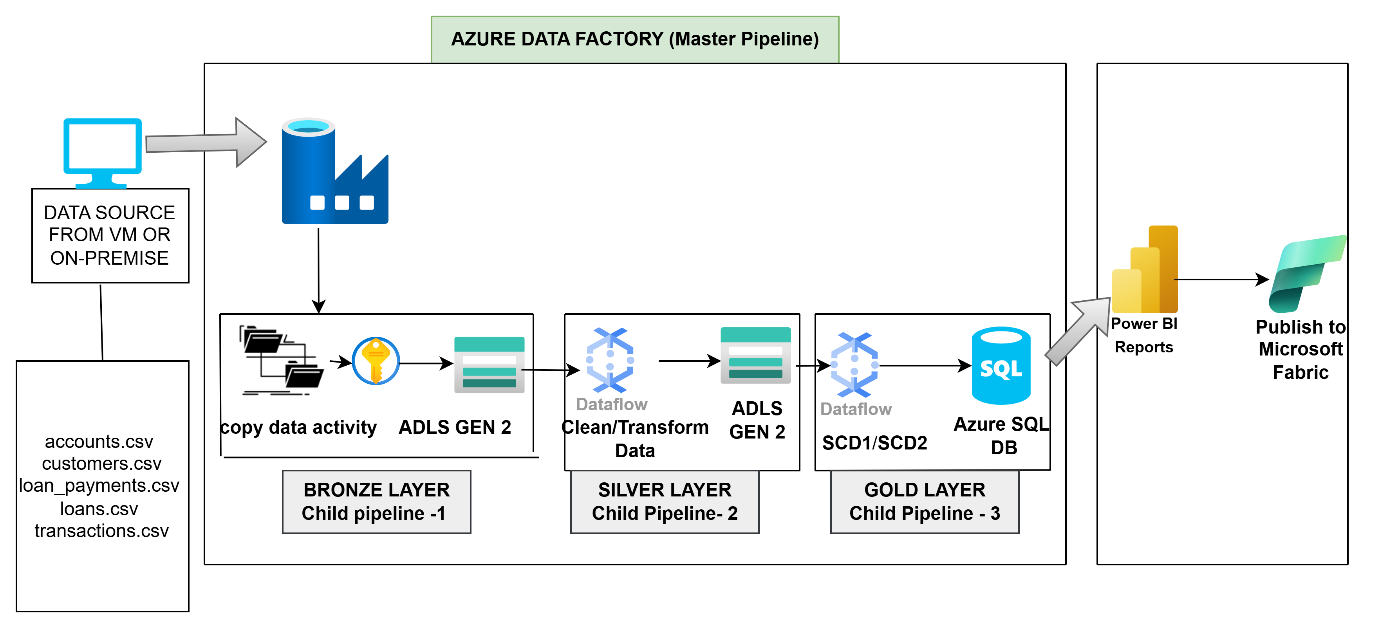 AZURE DATA FACTORY (Master Pipeline)
DATA SOURCE
FROM VM OR
ON-PREMISE
accounts.csv
customers.csv
loan_payments.csv
loans.csv
transactions.csv
copy data activity
ADLS GEN 2
BRONZE LAYER
Child pipeline -1
Dataflow
Clean/Transform
Data
ADLS
GEN 2
SILVER LAYER
Child Pipeline- 2
Dataflow
SCD1/SCD2
SQL
Azure SQL
DB
GOLD LAYER
Child Pipeline - 3
Power BI
Reports
Publish to
Microsoft
Fabric